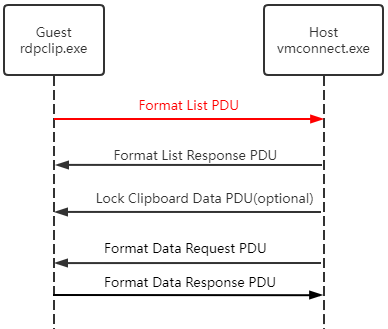 Guest
rdpclip.exe
Host
vmconnect.exe
Format List PDU
Format List Response PDU
Lock Clipboard Data PDU(optional)
Format Data Request PDU
Format Data Response PDU